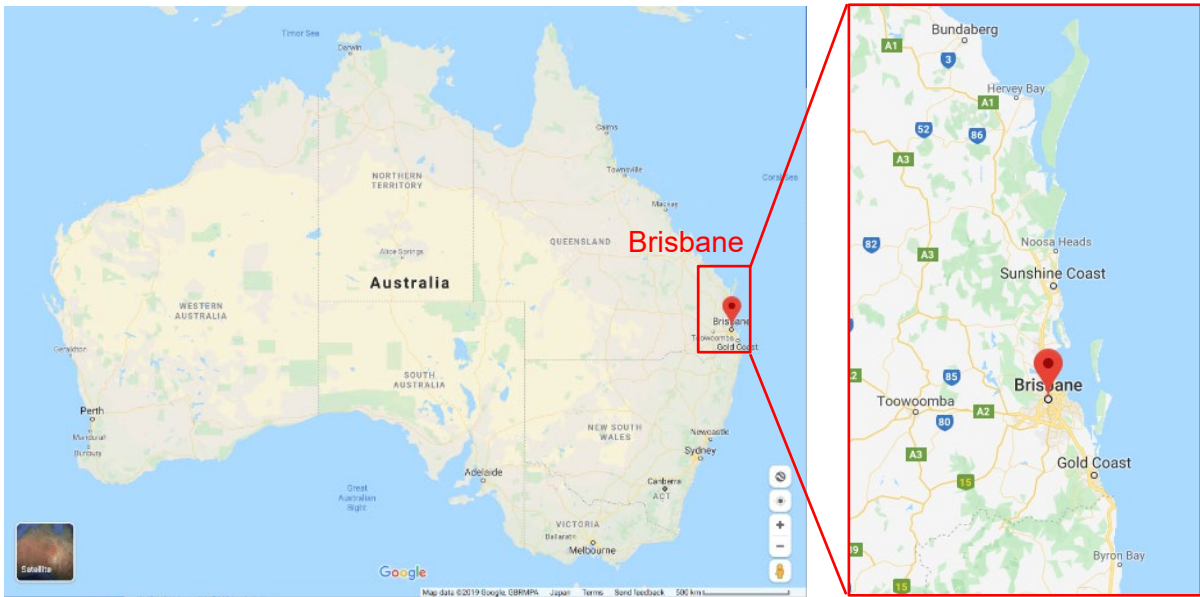 Timor Sea
Darwin
Cairns
Townsville
Coral Sea
NORTHERN
TERRITORY
Mackay
Alice Springs
QUEENSLAND
Brisbane
Australia
WESTERN
AUSTRALIA
Brisbane
Toowoomba
Gold Coast
Geraldton
SOUTH
AUSTRALIA
Perth
Mandurah
Bunbury
NEW SOUTH
WALES
Newcastle
Sydney
Adelaide
Canberra
ACT
Great
Australian
Bight
VICTORIA
Ballarat
Melbourne
Satellite
Google
Map data ©2019 Google, GBRMPA Japan Terms Send feedback 500 km
Bundaberg
A1
3
Hervey Bay
A1
52
86
A3
82
A3
Noosa Heads
Sunshine Coast
Brisbane
85
Toowoomba
A2
80
A3
Gold Coast
15
Byron Bay
15